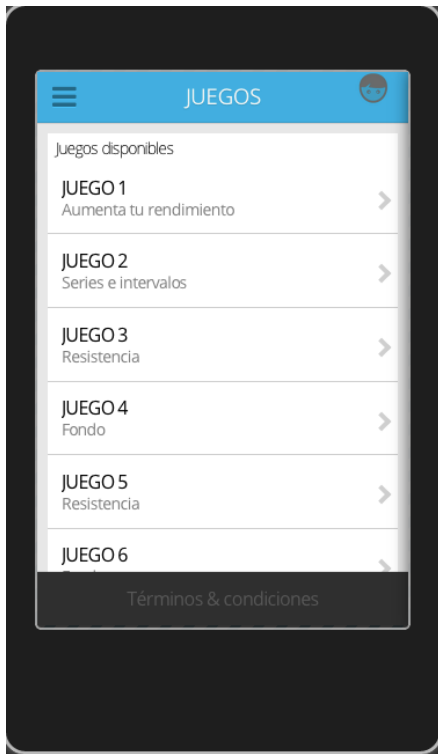 JUEGOS
Juegos disponibles
JUEGO 1
Aumenta tu rendimiento
JUEGO 2
Series e intervalos
JUEGO 3
Resistencia
JUEGO 4
Fondo
JUEGO 5
Resistencia
JUEGO 6
Términos & condiciones